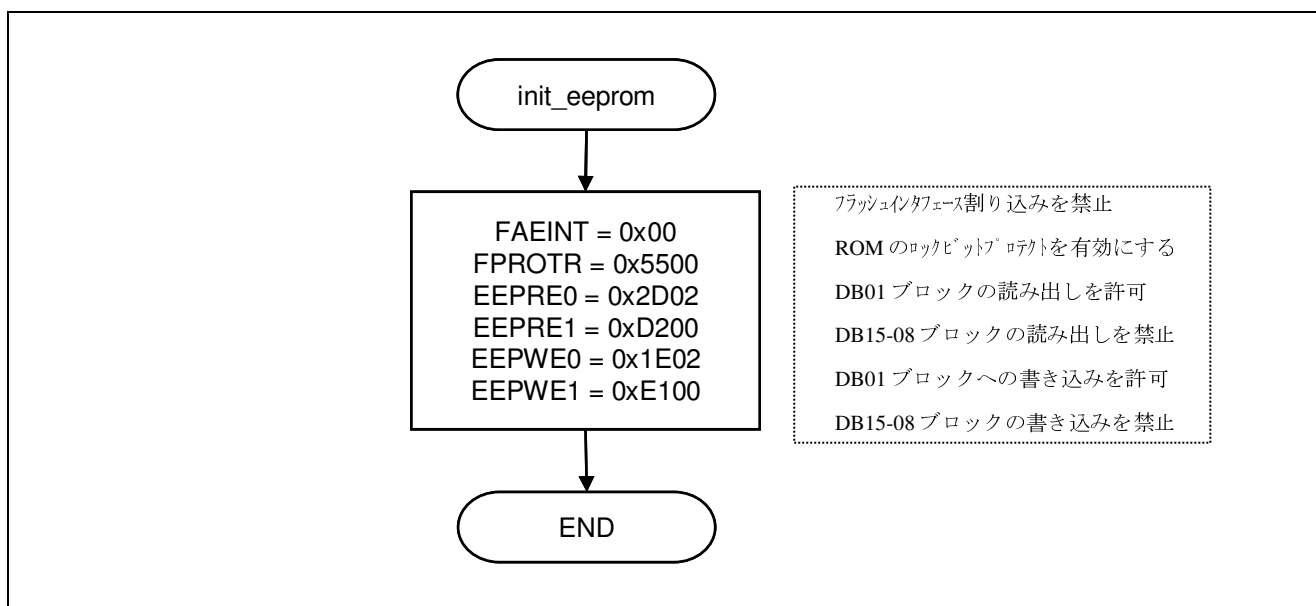 init_eeprom
FAEINT = 0x00
FPROTR = 0x5500
EEPRE0 = 0x2D02
EEPRE1 = 0xD200
EEPWE0 = 0x1E02
EEPWE1 = 0xE100
フラッシュインタフェース割り込みを禁止
ROM のロックビットプロテクトを有効にする
DB01 ブロックの読み出しを許可
DB15-08 ブロックの読み出しを禁止
DB01 ブロックへの書き込みを許可
DB15-08 ブロックの書き込みを禁止
END